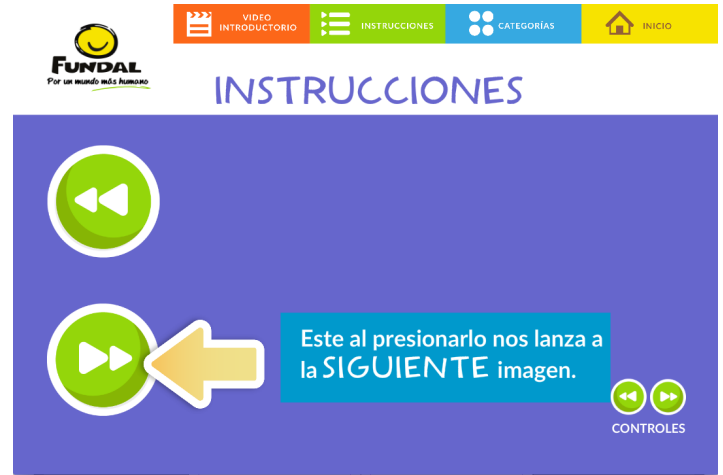 VIDEO
INTRODUCTORIO
INSTRUCCIONES
CATEGORÍAS
INICIO
FUNDAL
Por un mundo más humano
INSTRUCCIONES
Este al presionarlo nos lanza a
la SIGUIENTE imagen.
CONTROLES